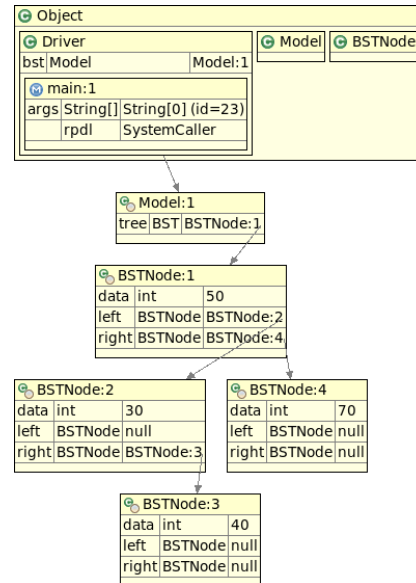 Object
Driver
Model
BSTNode
bst Model Model:1
main:1
args String[] String[0] (id=23)
rpdl SystemCaller
Model:1
tree BST BSTNode:1
BSTNode:1
data int 50
left BSTNode BSTNode:2
right BSTNode BSTNode:4
BSTNode:2
data int 30
left BSTNode null
right BSTNode BSTNode:3
BSTNode:4
data int 70
left BSTNode null
right BSTNode null
BSTNode:3
data int 40
left BSTNode null
right BSTNode null